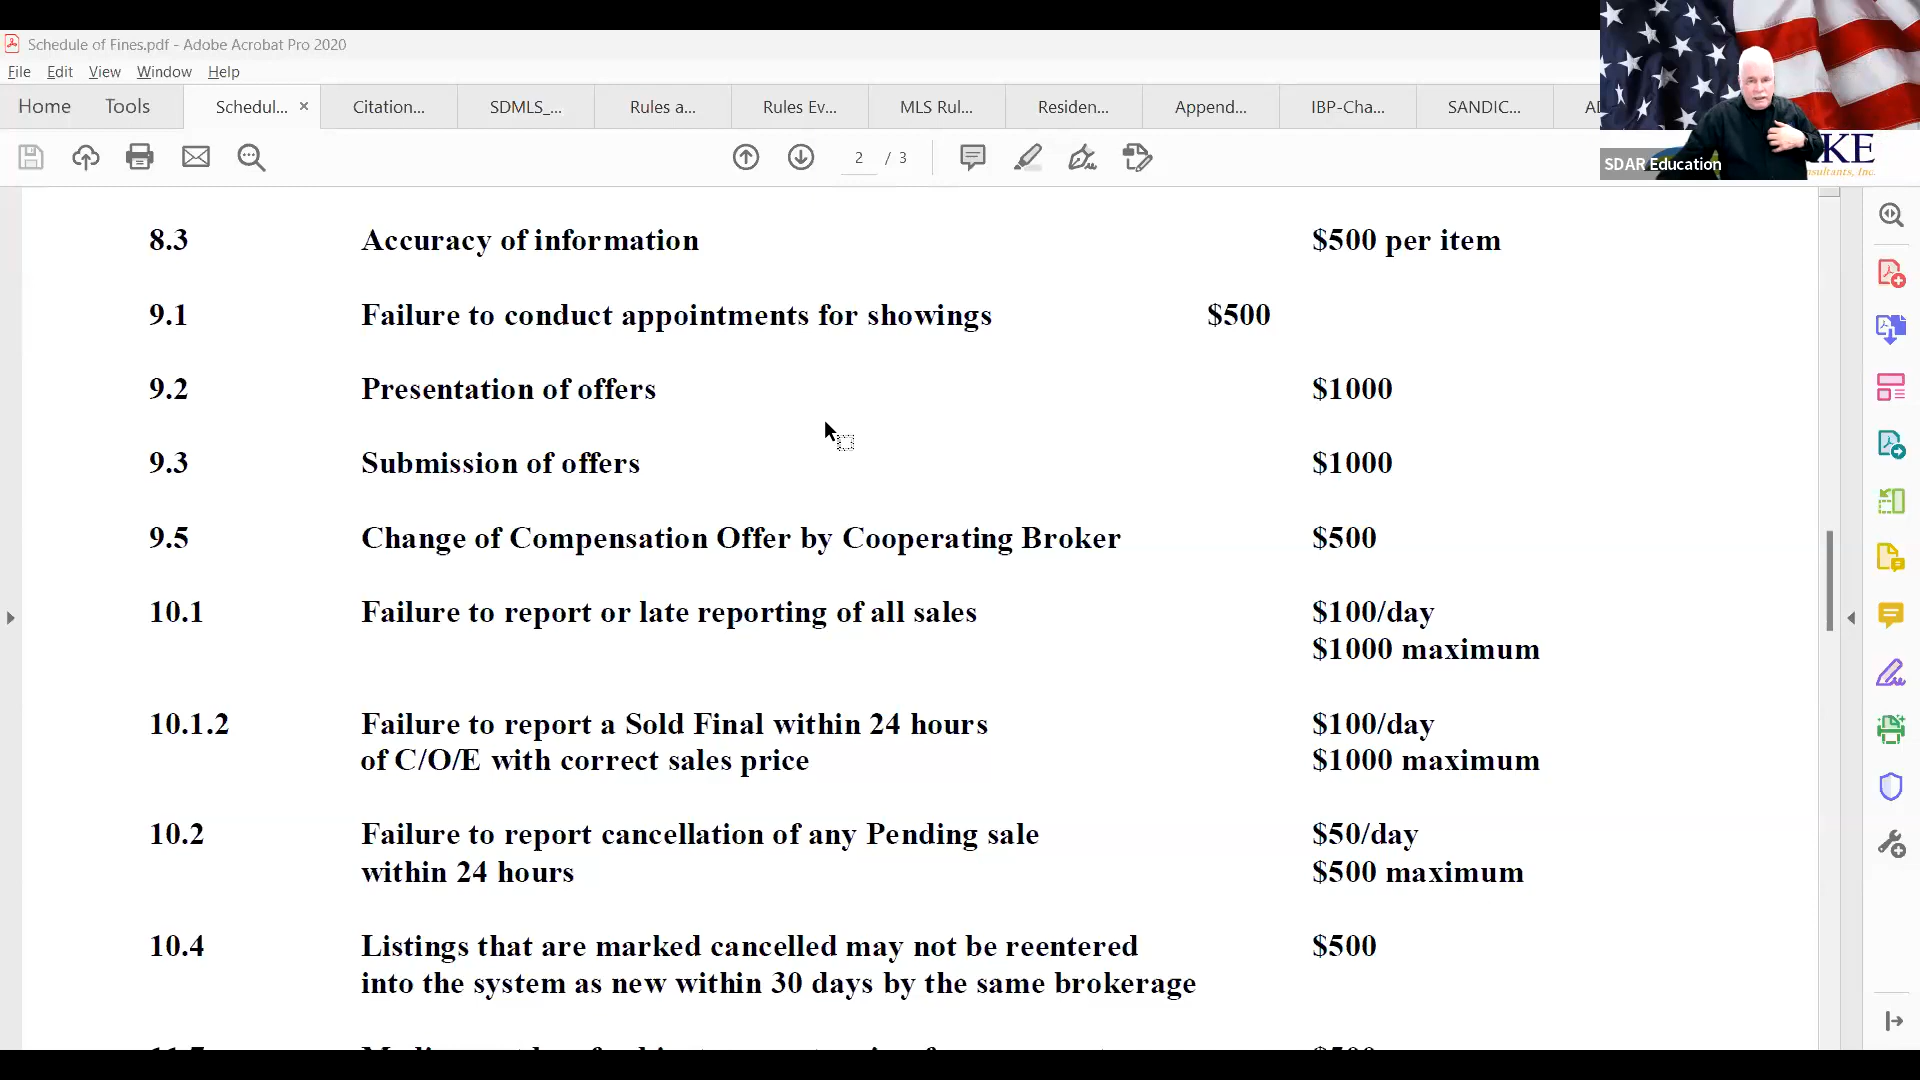 Schedule of Fines.pdf - Adobe Acrobat Pro 2020
File Edit View Window Help
Home Tools Schedul... × Citation... SDMLS_... Rules a... Rules Ev... MLS Rul... Residen... Append... IBP-Cha... SANDIC...
2 / 3
KE
nsultants, Inc.
SDAR Education
8.3 Accuracy of information $500 per item
9.1 Failure to conduct appointments for showings $500
9.2 Presentation of offers $1000
9.3 Submission of offers $1000
9.5 Change of Compensation Offer by Cooperating Broker $500
10.1 Failure to report or late reporting of all sales $100/day
$1000 maximum
10.1.2 Failure to report a Sold Final within 24 hours $100/day
of C/O/E with correct sales price $1000 maximum
10.2 Failure to report cancellation of any Pending sale $50/day
within 24 hours $500 maximum
10.4 Listings that are marked cancelled may not be reentered $500
into the system as new within 30 days by the same brokerage